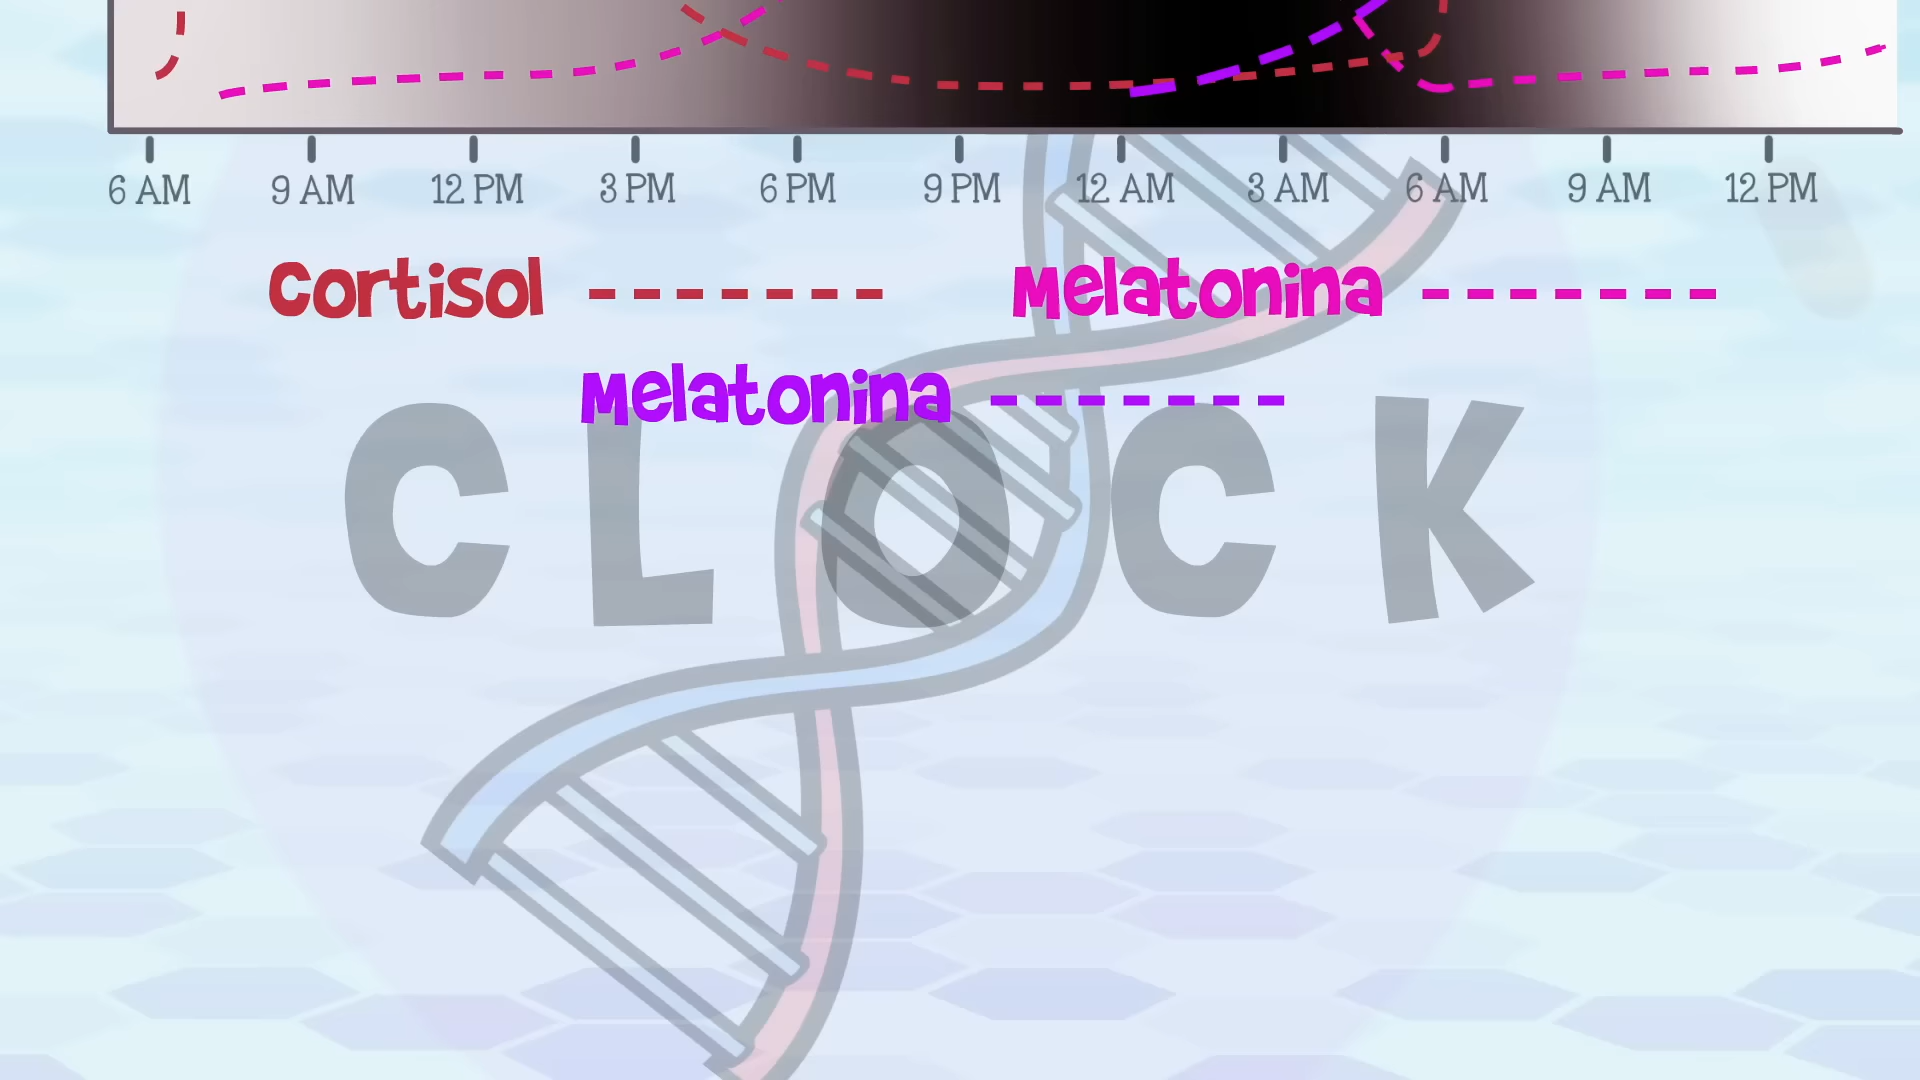 6 AM 9 AM 12 PM 3 PM 6 PM 9 PM 12 AM 3 AM 6 AM 9 AM 12 PM
Cortisol Melatonina
Melatonina
CLOCK